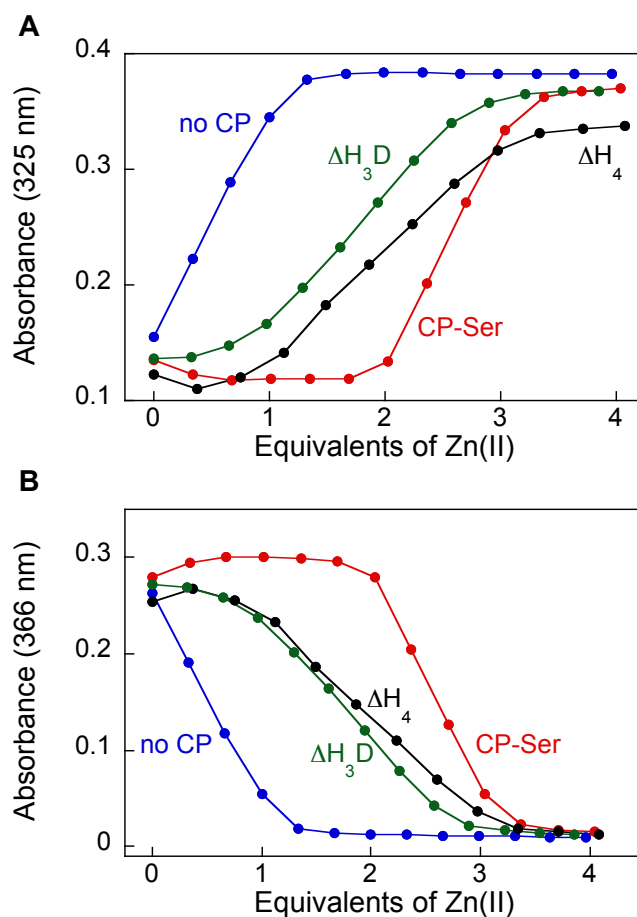 A
0.4
no CP
0.3
ΔH₃D
ΔH₄
0.2
CP-Ser
0.1
0 1 2 3 4
Absorbance (325 nm)
Equivalents of Zn(II)
B
0.3
0.2
ΔH₄
no CP
CP-Ser
ΔH₃D
0.1
0
0 1 2 3 4
Absorbance (366 nm)
Equivalents of Zn(II)